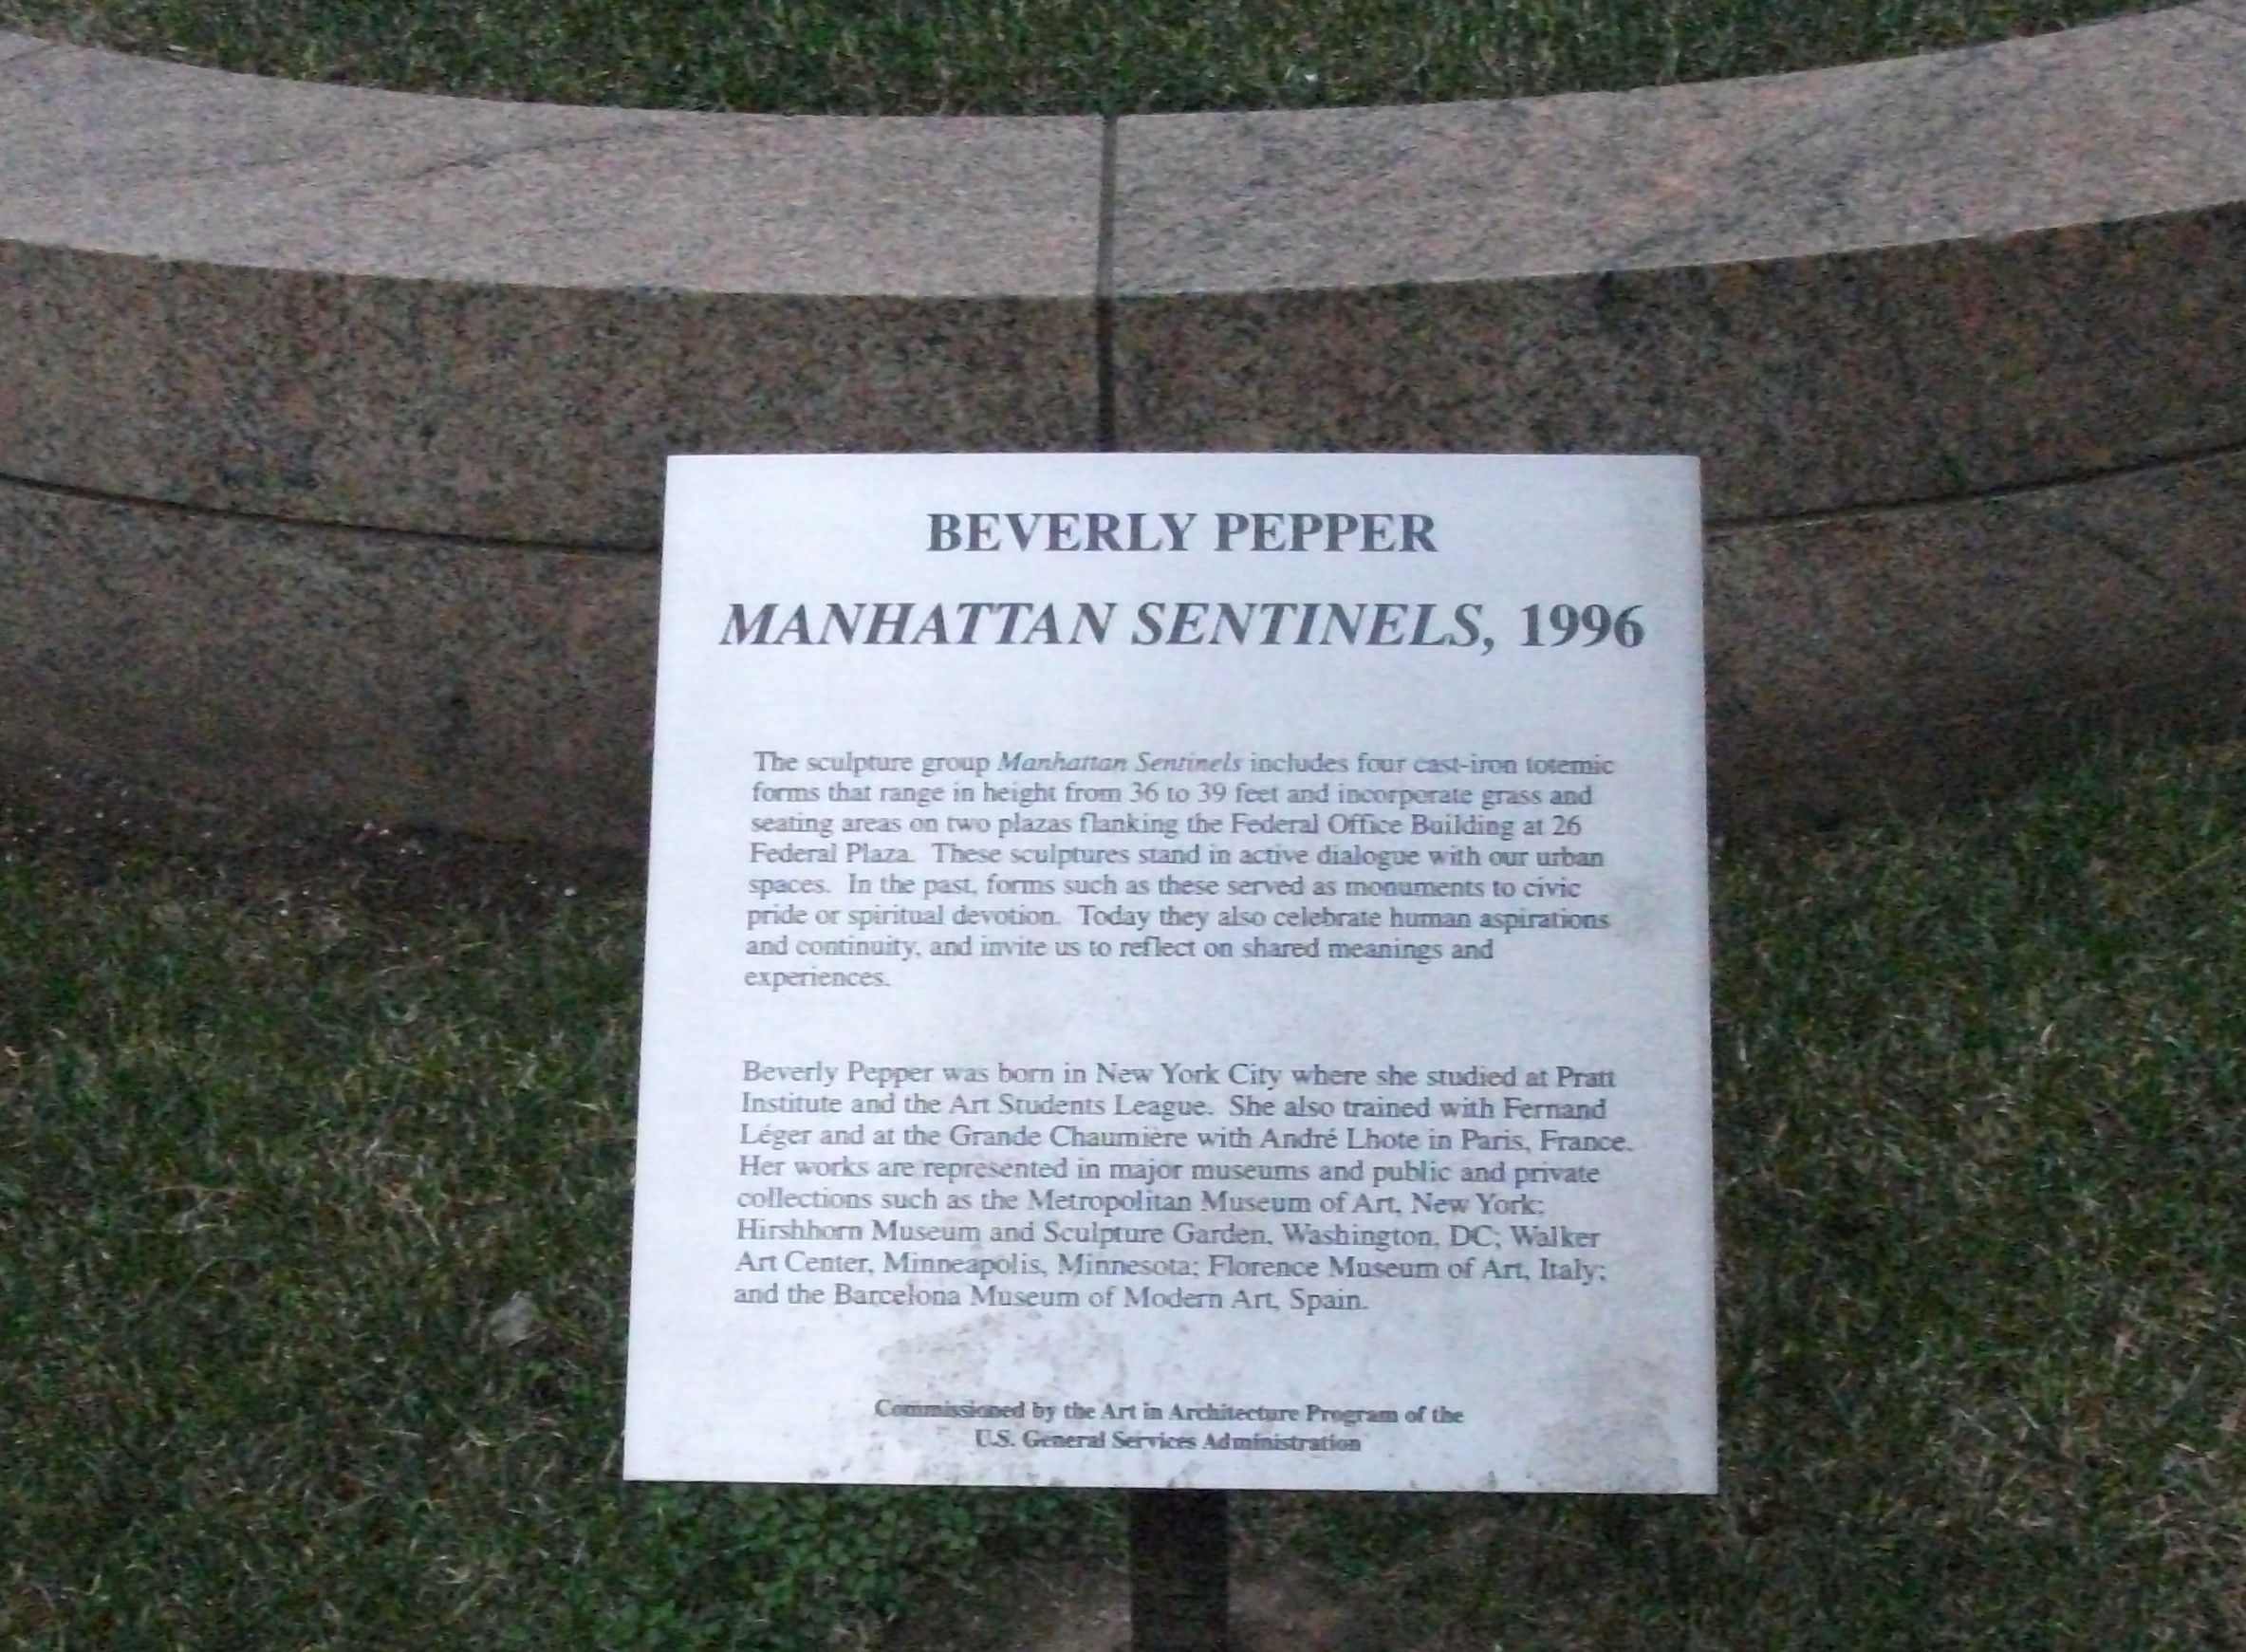 BEVERLY PEPPER
MANHATTAN SENTINELS, 1996
The sculpture group Manhattan Sentinels includes four cast-iron totemic
forms that range in height from 36 to 39 feet and incorporate grass and
seating areas on two plazas flanking the Federal Office Building at 26
Federal Plaza. These sculptures stand in active dialogue with our urban
spaces. In the past, forms such as these served as monuments to civic
pride or spiritual devotion. Today they also celebrate human aspirations
and continuity, and invite us to reflect on shared meanings and
experiences.
Beverly Pepper was born in New York City where she studied at Pratt
Institute and the Art Students League. She also trained with Fernand
Léger and at the Grande Chaumière with André Lhote in Paris, France.
Her works are represented in major museums and public and private
collections such as the Metropolitan Museum of Art, New York;
Hirshhorn Museum and Sculpture Garden, Washington, DC; Walker
Art Center, Minneapolis, Minnesota; Florence Museum of Art, Italy;
and the Barcelona Museum of Modern Art, Spain.
Commissioned by the Art in Architecture Program of the
U.S. General Services Administration